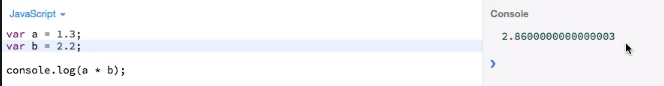 JavaScript
Console
var a = 1.3;
var b = 2.2;
console.log(a * b);
2.8600000000000003